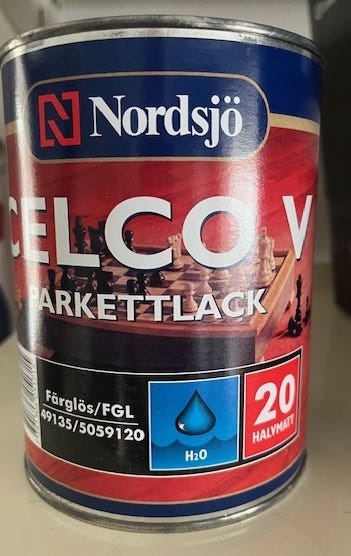 Nordsjö
CELCO V
PARKETTLACK
Färglös/FGL
49135/5059120
H2O
20
HALVMATT